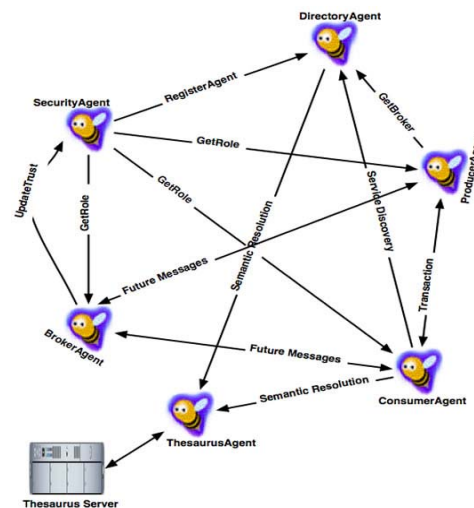 DirectoryAgent
SecurityAgent
RegisterAgent
GetBroker
GetRole
UpdateTrust
GetRole
GetRole
Service Discovery
Semantic Resolution
Future Messages
Transaction
BrokerAgent
Future Messages
Semantic Resolution
ConsumerAgent
ThesaurusAgent
Thesaurus Server